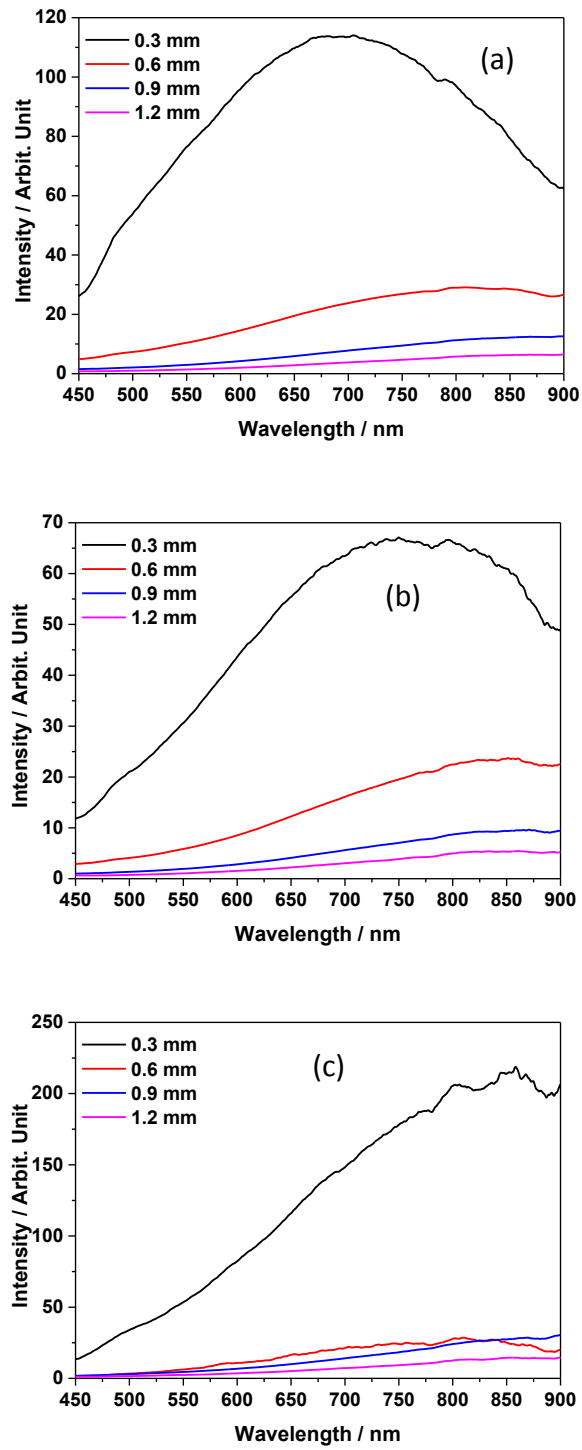 120
100
80
60
40
20
0
450 500 550 600 650 700 750 800 850 900
Intensity / Arbit. Unit
Wavelength / nm
0.3 mm
0.6 mm
0.9 mm
1.2 mm
(a)
70
60
50
40
30
20
10
0
450 500 550 600 650 700 750 800 850 900
Intensity / Arbit. Unit
Wavelength / nm
0.3 mm
0.6 mm
0.9 mm
1.2 mm
(b)
250
200
150
100
50
0
450 500 550 600 650 700 750 800 850 900
Intensity / Arbit. Unit
Wavelength / nm
0.3 mm
0.6 mm
0.9 mm
1.2 mm
(c)